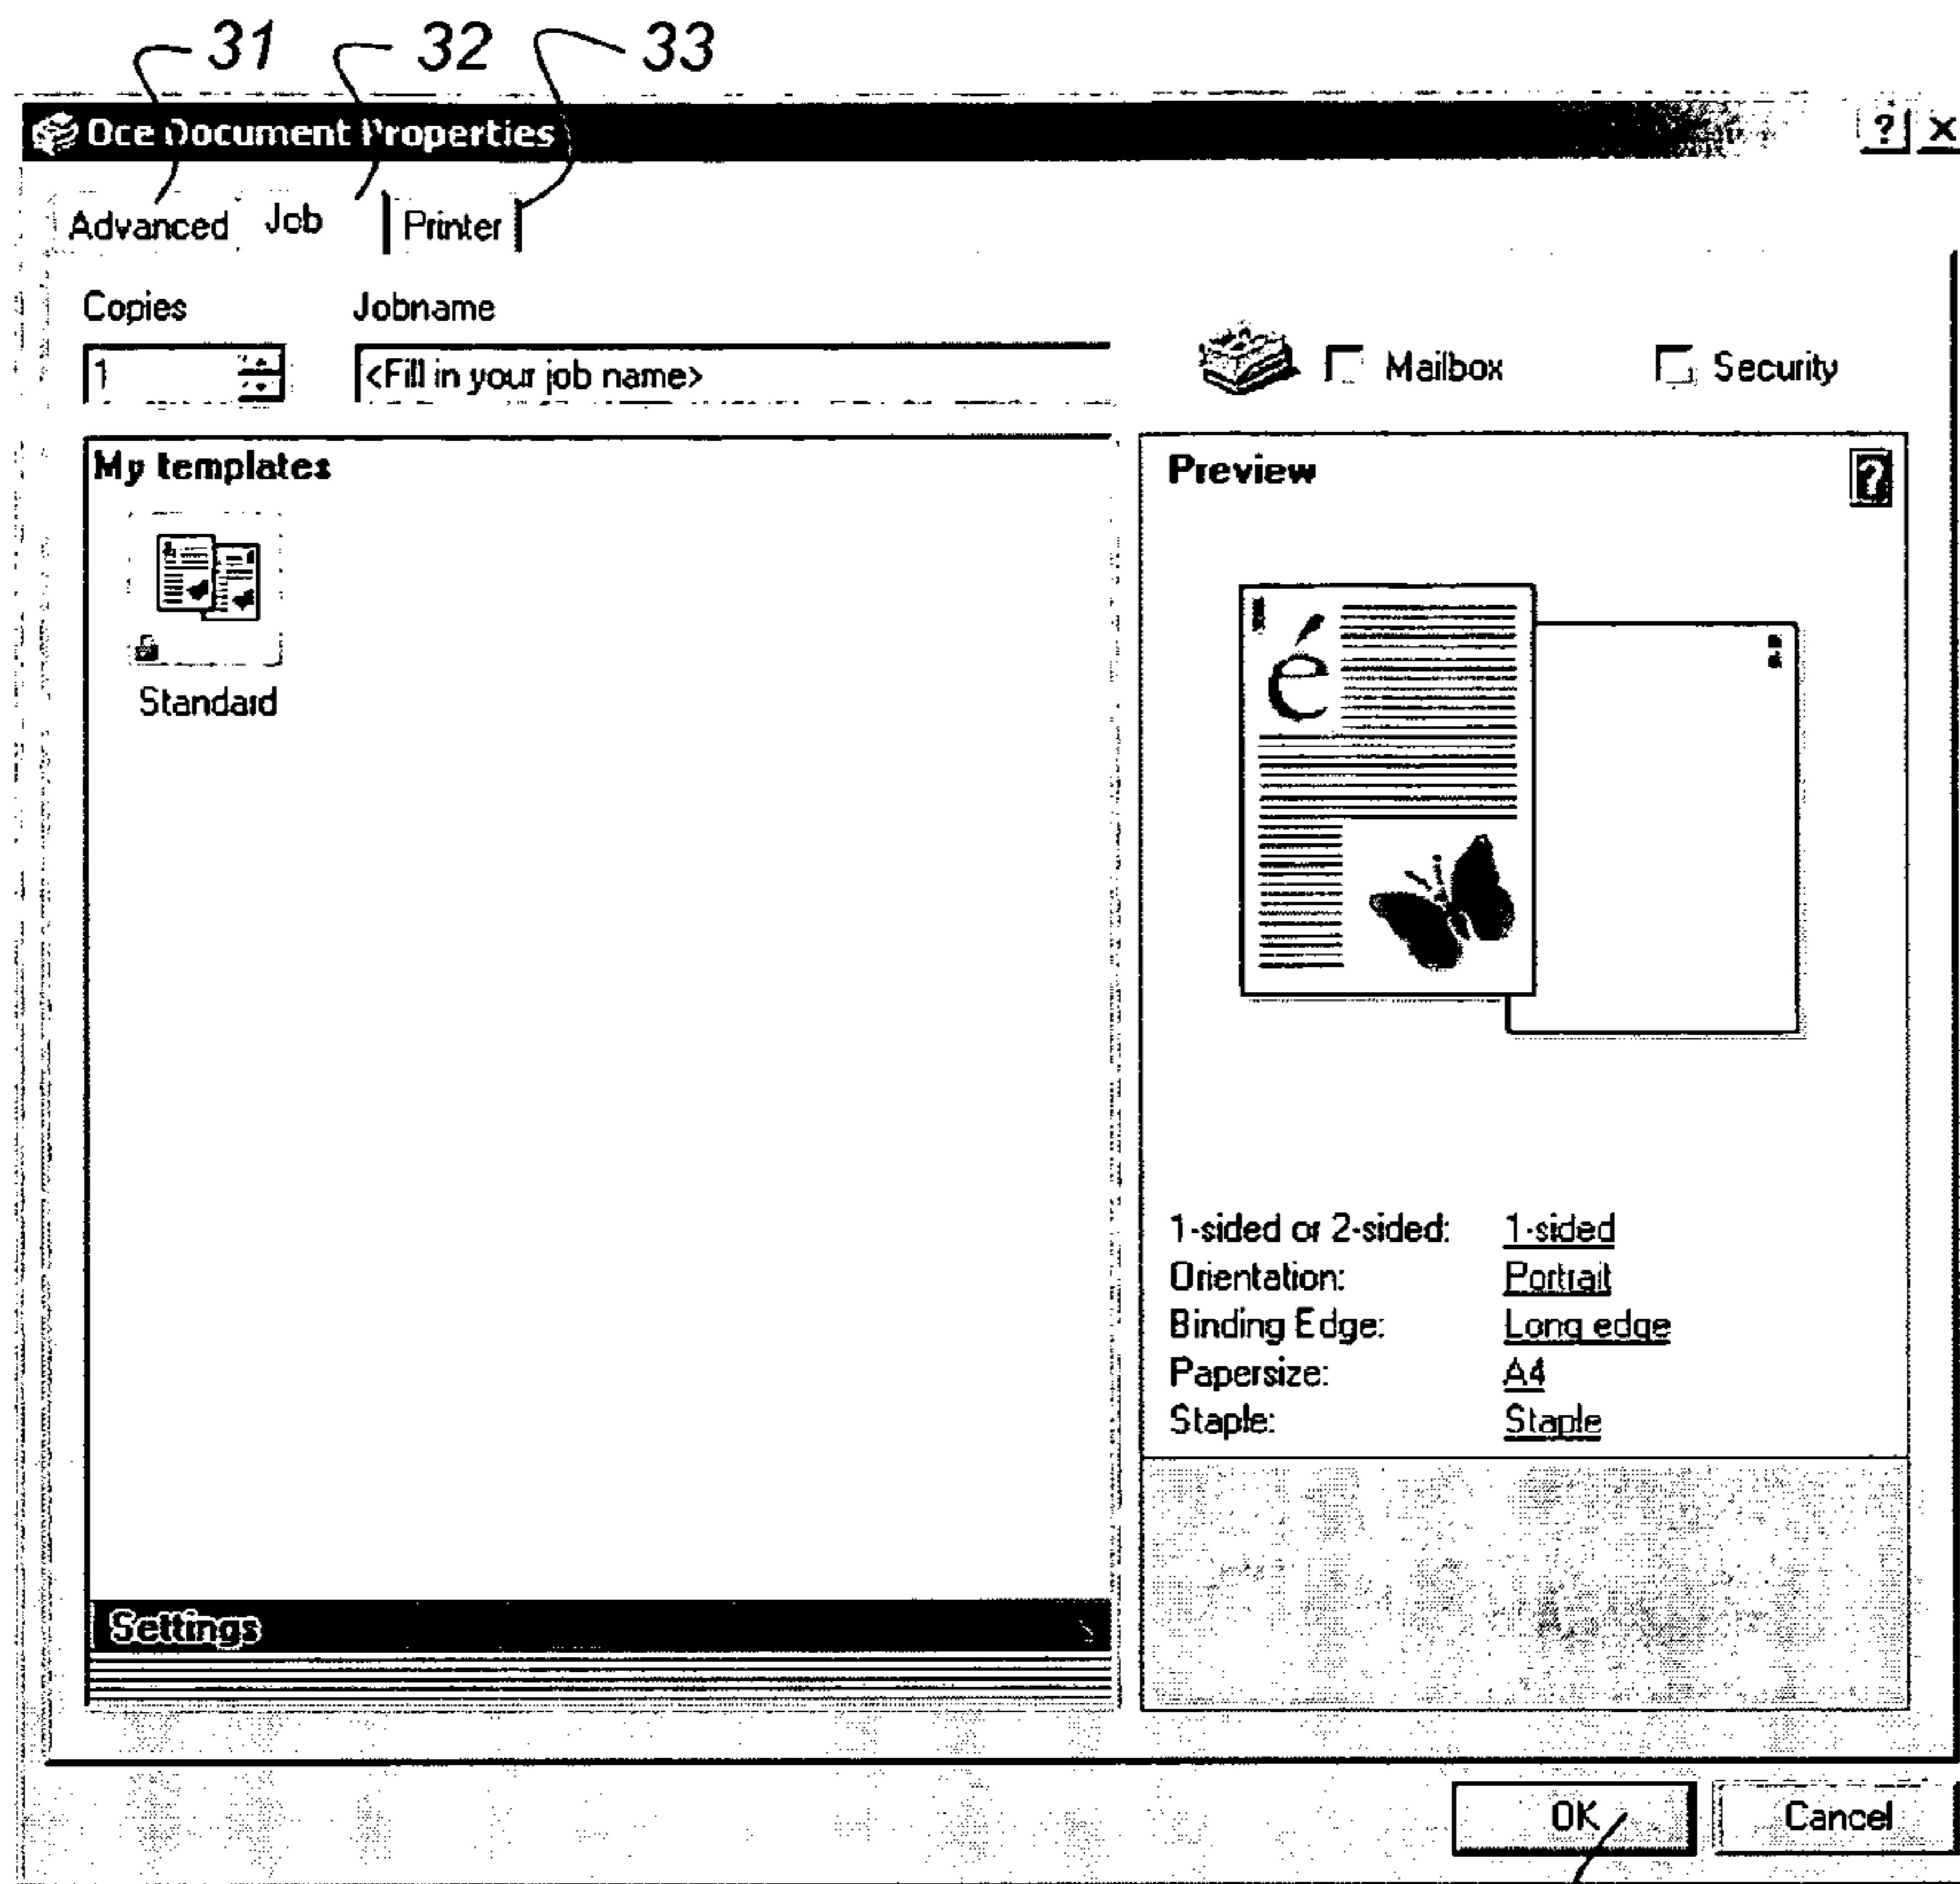 31 32 33
Oce Document Properties ? X
Advanced Job Printer
Copies Jobname
1 <Fill in your job name> Mailbox Security
My templates
Preview ?
é
Standard
1-sided or 2-sided: 1-sided
Orientation: Portrait
Binding Edge: Long edge
Papersize: A4
Staple: Staple
Settings
OK Cancel